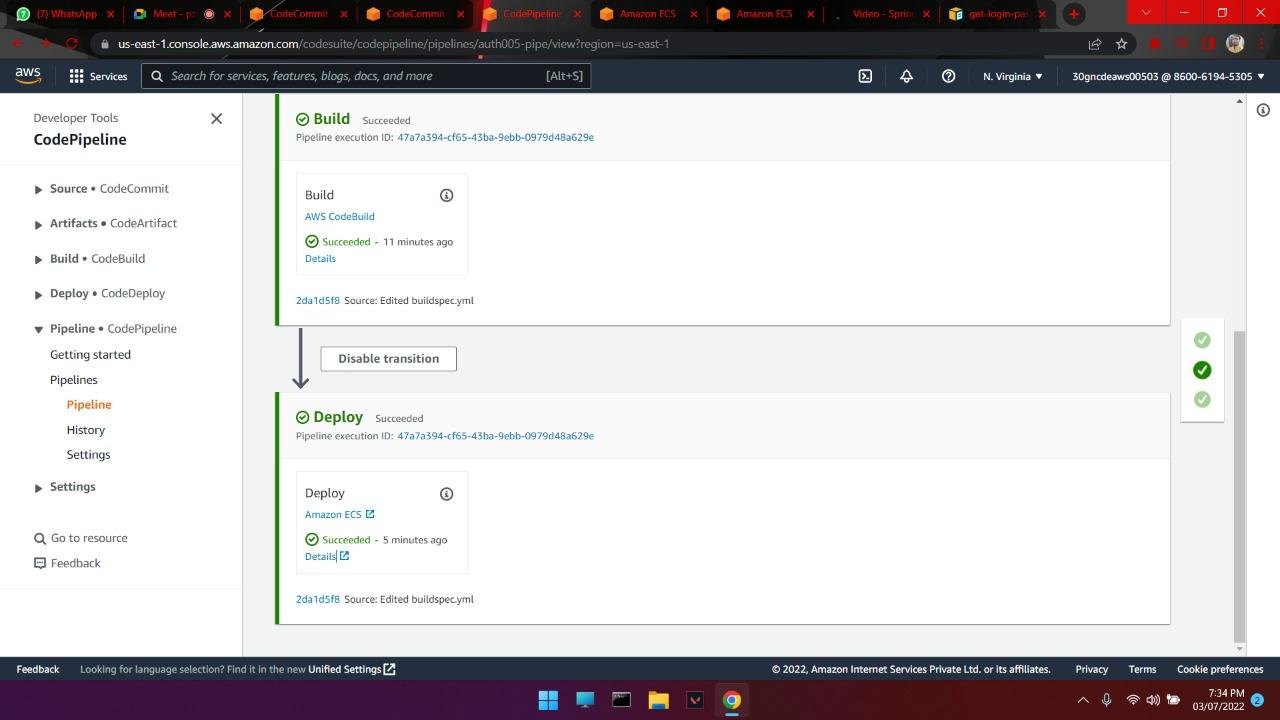 (7) WhatsApp
Meet - pz
CodeCommit
CodeCommit
CodePipeline
Amazon ECS
Amazon ECS
Video - Sprin
get-login-pas
us-east-1.console.aws.amazon.com/codesuite/codepipeline/pipelines/auth005-pipe/view?region=us-east-1
aws
Services
Search for services, features, blogs, docs, and more
[Alt+S]
N. Virginia
30gncdeaws00503 @ 8600-6194-5305
Developer Tools
CodePipeline
Source • CodeCommit
Artifacts • CodeArtifact
Build • CodeBuild
Deploy • CodeDeploy
Pipeline • CodePipeline
Getting started
Pipelines
Pipeline
History
Settings
Settings
Go to resource
Feedback
Build Succeeded
Pipeline execution ID: 47a7a394-cf65-43ba-9ebb-0979d48a629e
Build
AWS CodeBuild
Succeeded - 11 minutes ago
Details
2da1d5f8 Source: Edited buildspec.yml
Disable transition
Deploy Succeeded
Pipeline execution ID: 47a7a394-cf65-43ba-9ebb-0979d48a629e
Deploy
Amazon ECS
Succeeded - 5 minutes ago
Details
2da1d5f8 Source: Edited buildspec.yml
Feedback
Looking for language selection? Find it in the new Unified Settings
© 2022, Amazon Internet Services Private Ltd. or its affiliates.
Privacy
Terms
Cookie preferences
7:34 PM
03/07/2022
2